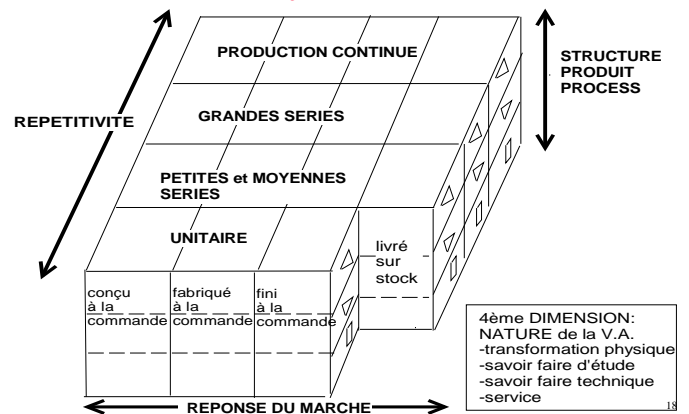 PRODUCTION CONTINUE
STRUCTURE
PRODUIT
PROCESS
REPETITIVITE
GRANDES SERIES
PETITES et MOYENNES
SERIES
UNITAIRE
livré
sur
stock
conçu
à la
commande
fabriqué
à la
commande
fini
à la
commande
4ème DIMENSION:
NATURE de la V.A.
-transformation physique
-savoir faire d'étude
-savoir faire technique
-service
REPONSE DU MARCHE
18